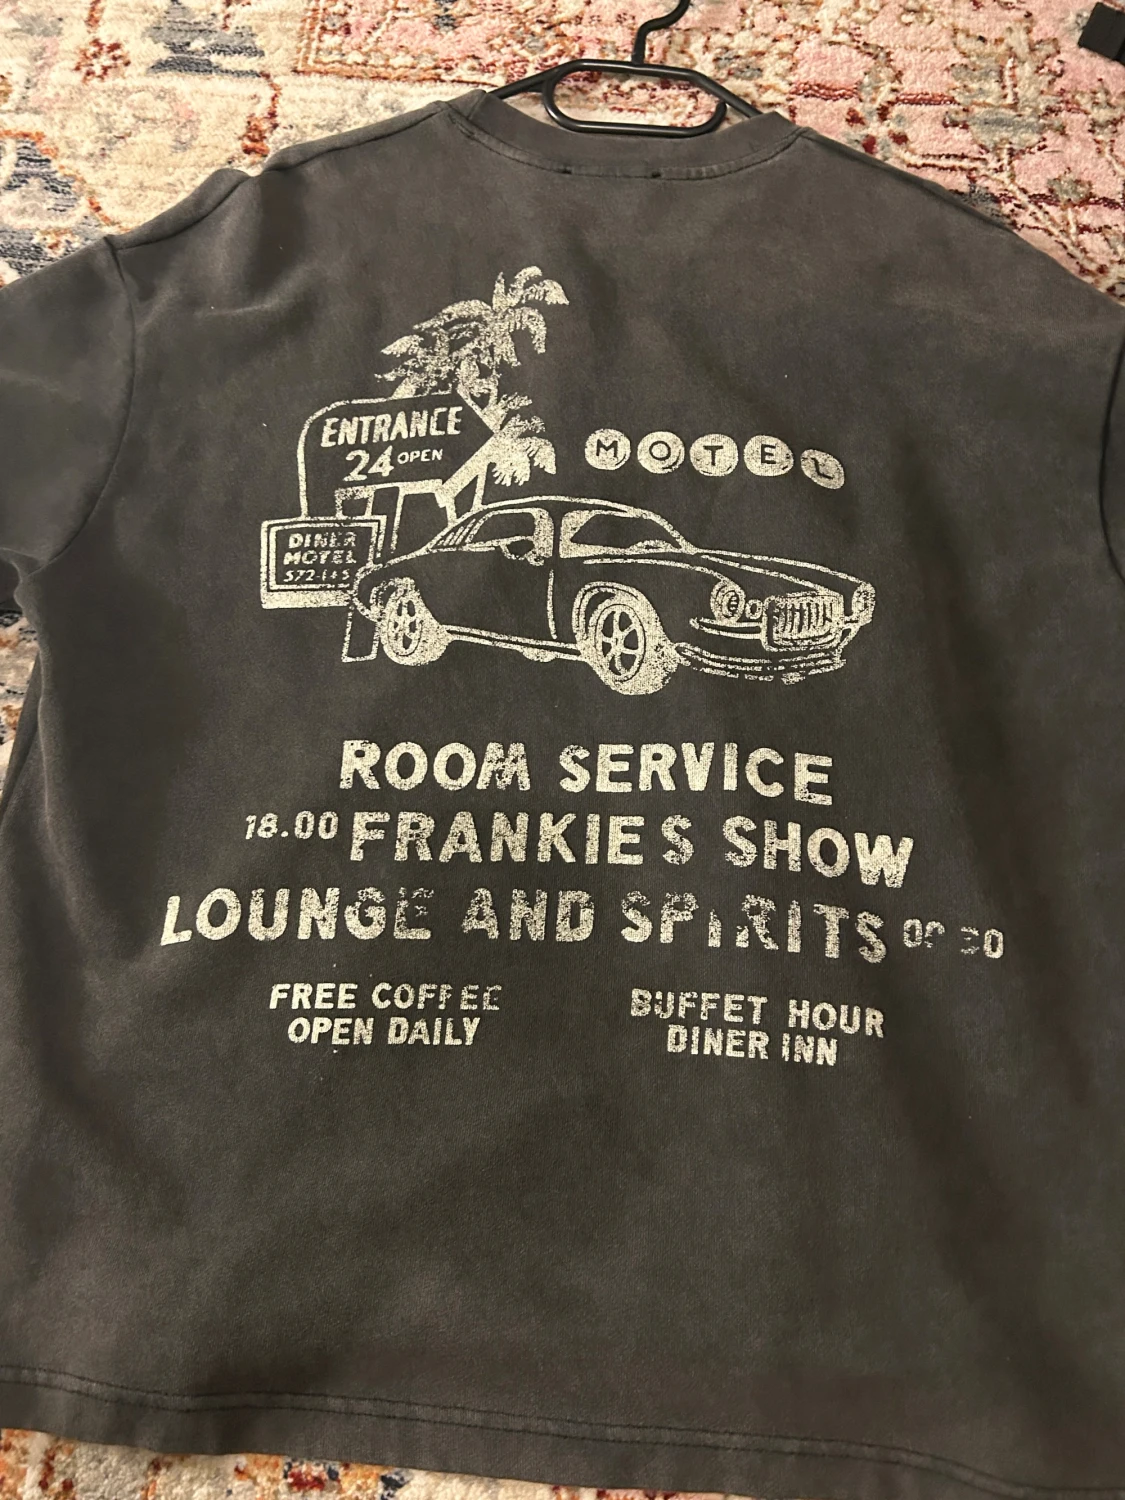 ENTRANCE
24 OPEN
MOTEL
DINER
MOTEL
ROOM SERVICE
18.00 FRANKIES SHOW
LOUNGE AND SPIRITS
FREE COFFEE
OPEN DAILY
BUFFET HOUR
DINER INN